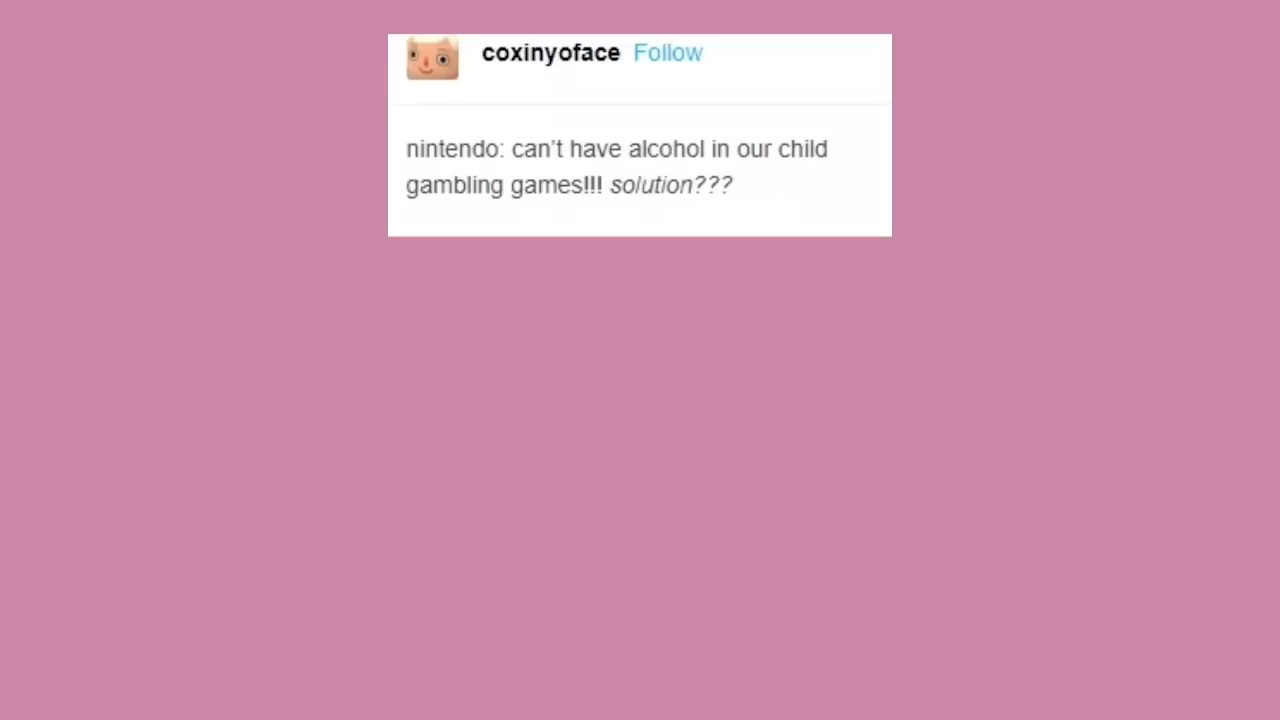 coxinyoface Follow
nintendo: can’t have alcohol in our child
gambling games!!! solution???